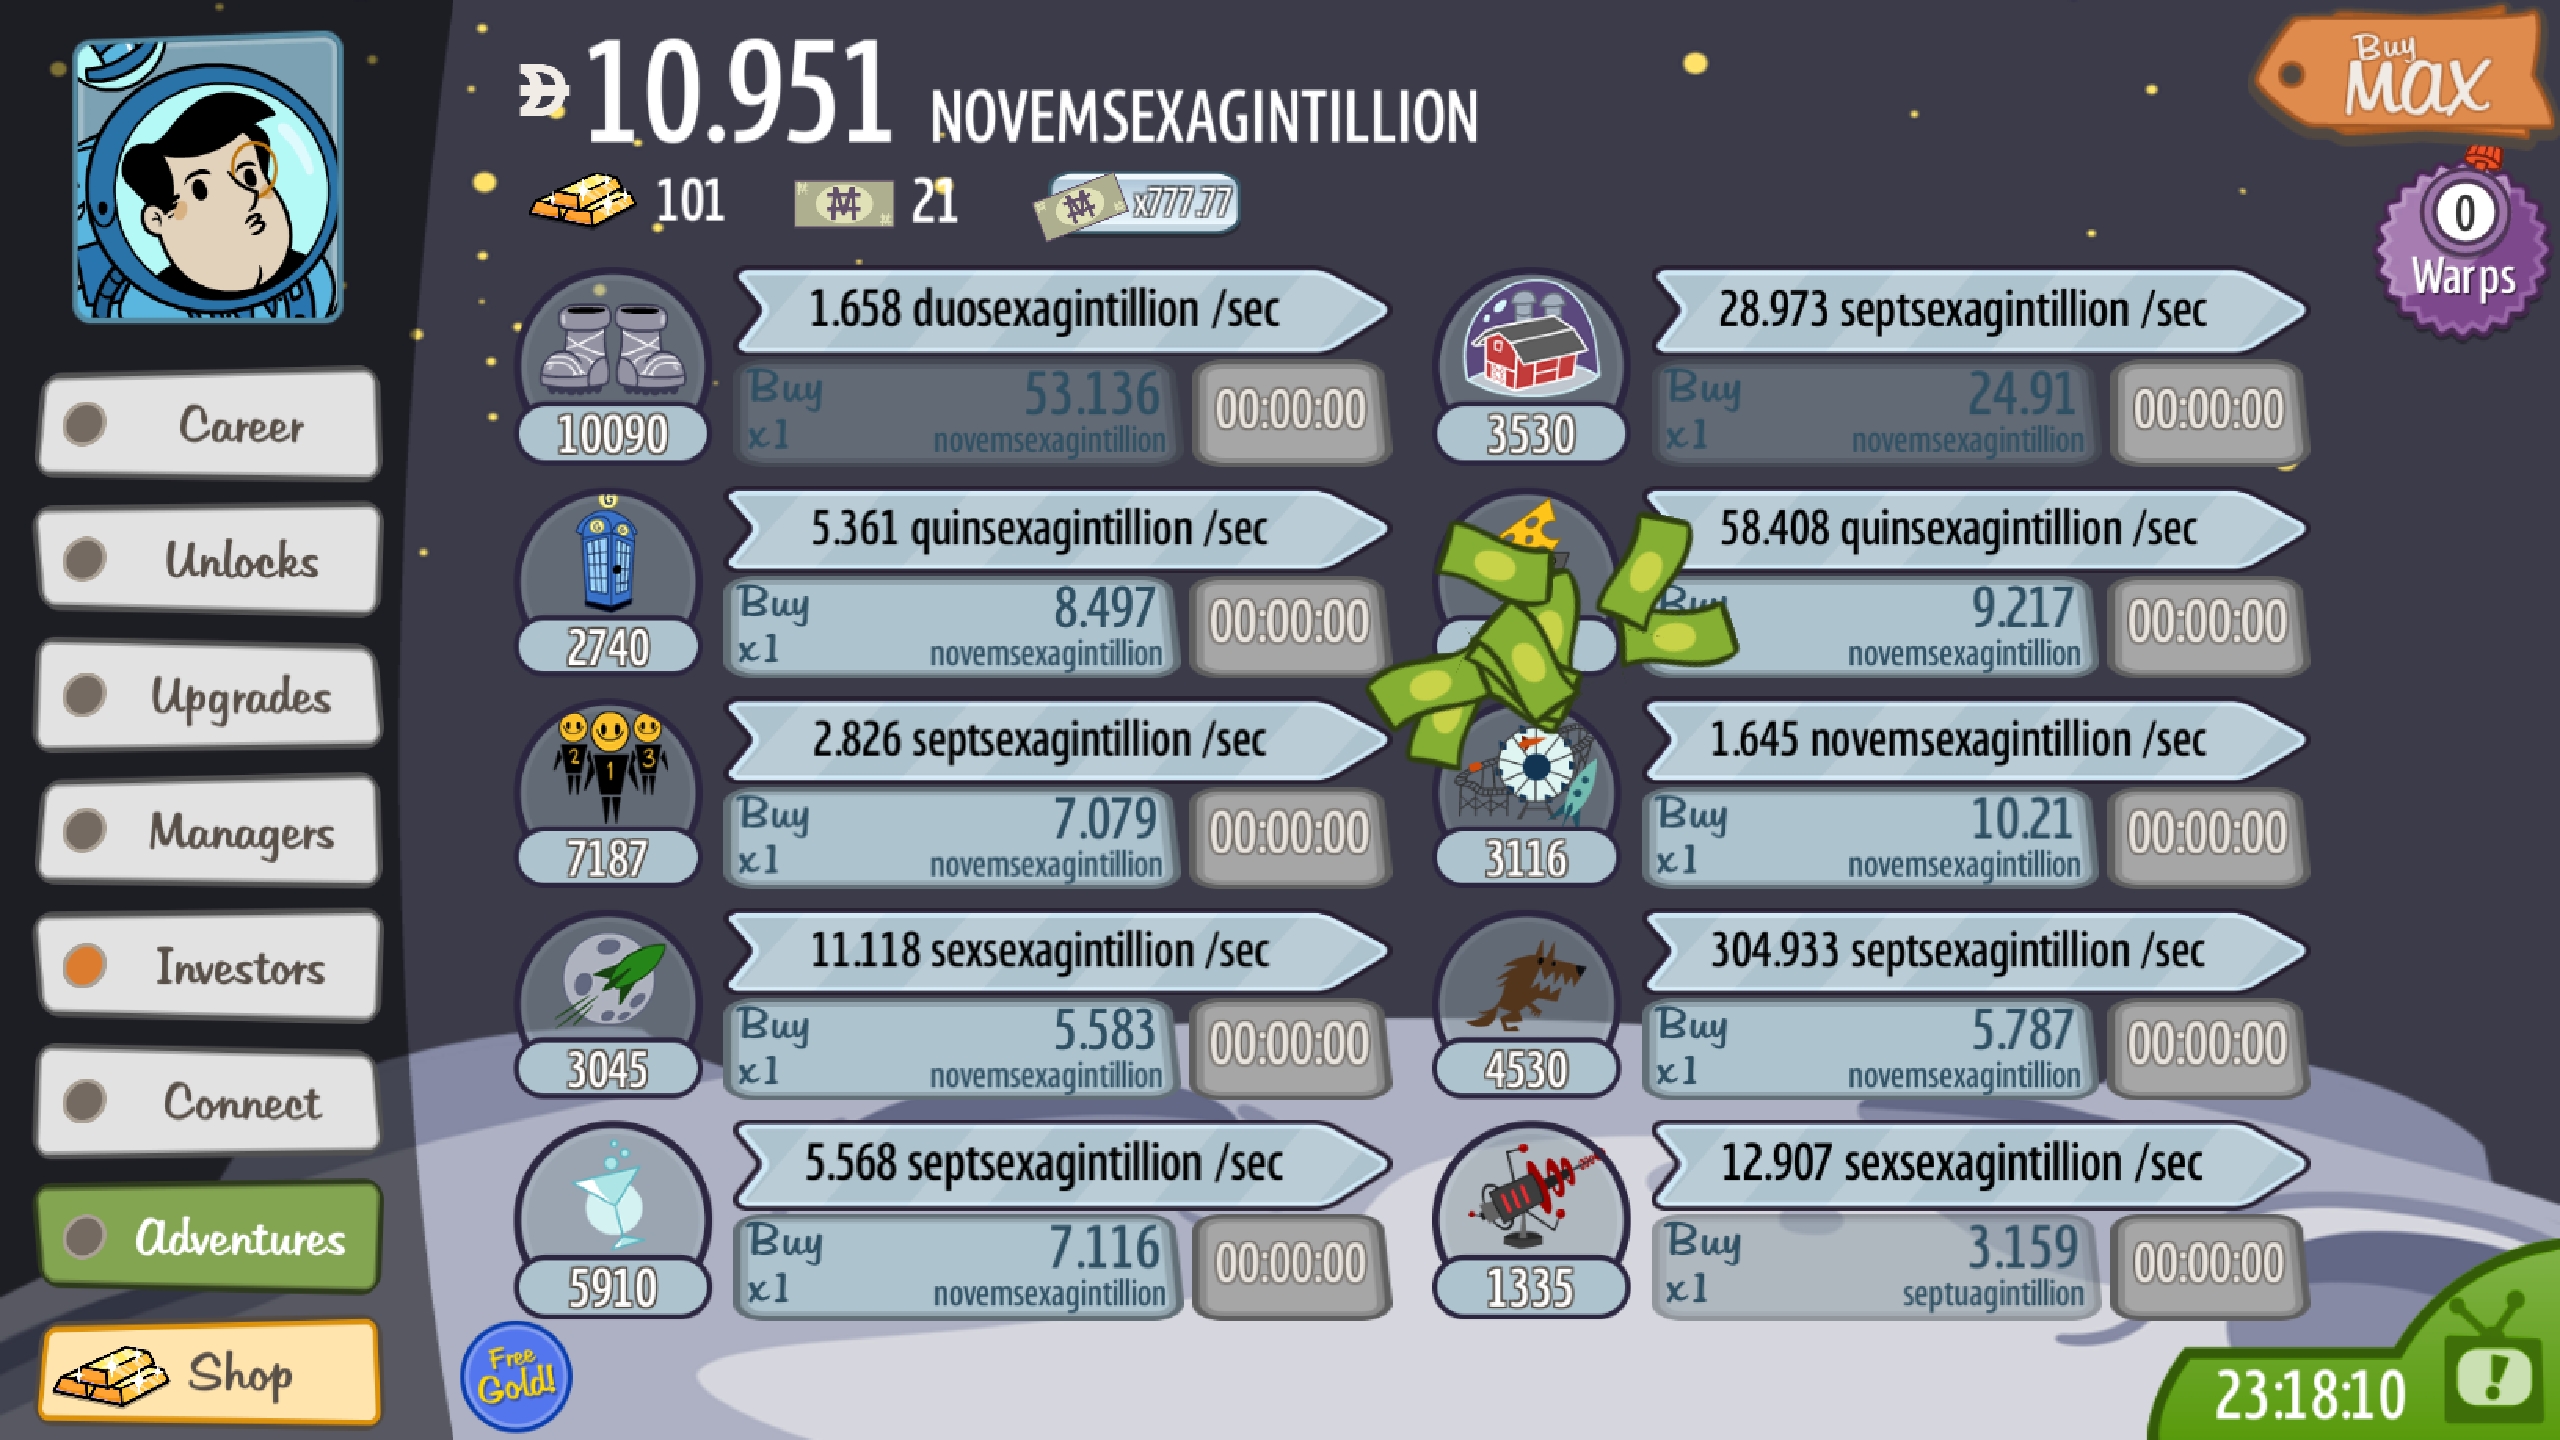 10.951 NOVEMSEXAGINTILLION
Buy
MAX
101 21 x777.77
0
Warps
1.658 duosexagintillion /sec
Buy 53.136
x1 novemsexagintillion
00:00:00
10090
28.973 septsexagintillion /sec
Buy 24.91
x1 novemsexagintillion
00:00:00
3530
5.361 quinsexagintillion /sec
Buy 8.497
x1 novemsexagintillion
00:00:00
2740
58.408 quinsexagintillion /sec
Buy 9.217
novemsexagintillion
00:00:00
2.826 septsexagintillion /sec
2 1 3
Buy 7.079
x1 novemsexagintillion
00:00:00
7187
1.645 novemsexagintillion /sec
Buy 10.21
x1 novemsexagintillion
00:00:00
3116
11.118 sexsexagintillion /sec
Buy 5.583
x1 novemsexagintillion
00:00:00
3045
304.933 septsexagintillion /sec
Buy 5.787
x1 novemsexagintillion
00:00:00
4530
5.568 septsexagintillion /sec
Buy 7.116
x1 novemsexagintillion
00:00:00
5910
12.907 sexsexagintillion /sec
Buy 3.159
x1 septuagintillion
00:00:00
1335
Career
Unlocks
Upgrades
Managers
Investors
Connect
Adventures
Shop
Free
Gold!
23:18:10
!